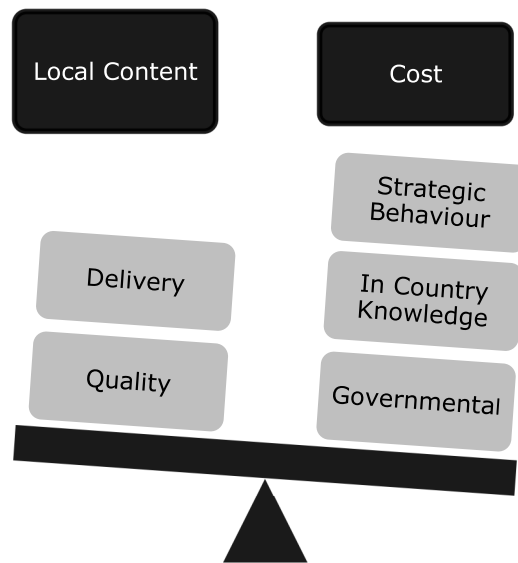 Local Content
Cost
Strategic
Behaviour
Delivery
In Country
Knowledge
Quality
Governmental